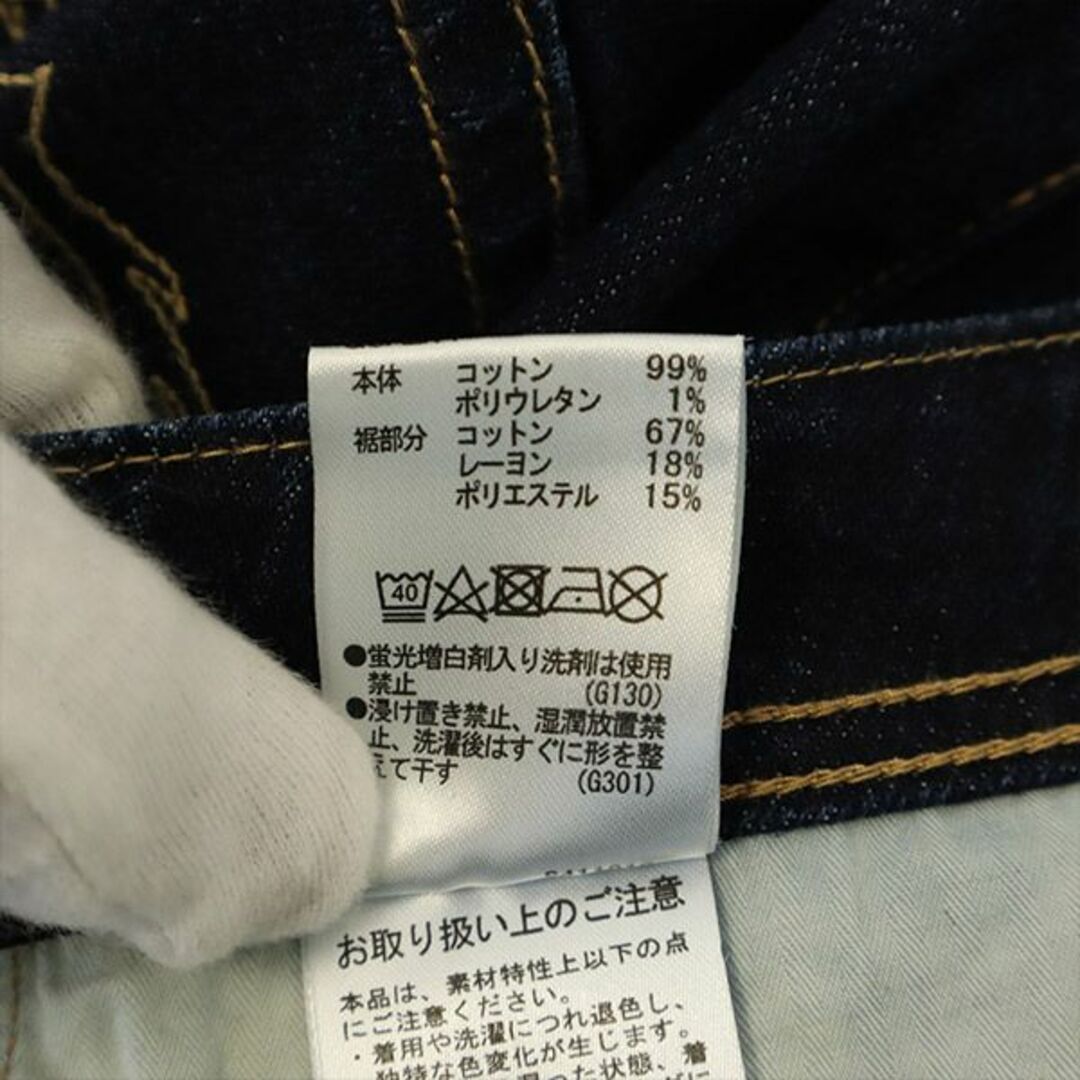 本体 コットン 99%
ポリウレタン 1%
裾部分 コットン 67%
レーヨン 18%
ポリエステル 15%
40
●蛍光増白剤入り洗剤は使用
禁止 (G130)
●浸け置き禁止、湿潤放置禁
止、洗濯後はすぐに形を整
えて干す (G301)
お取り扱い上のご注意
本品は、素材特性上以下の点
にご注意ください。
・着用や洗濯につれ退色し、
独特な色変化が生じます。
湿った状態、着